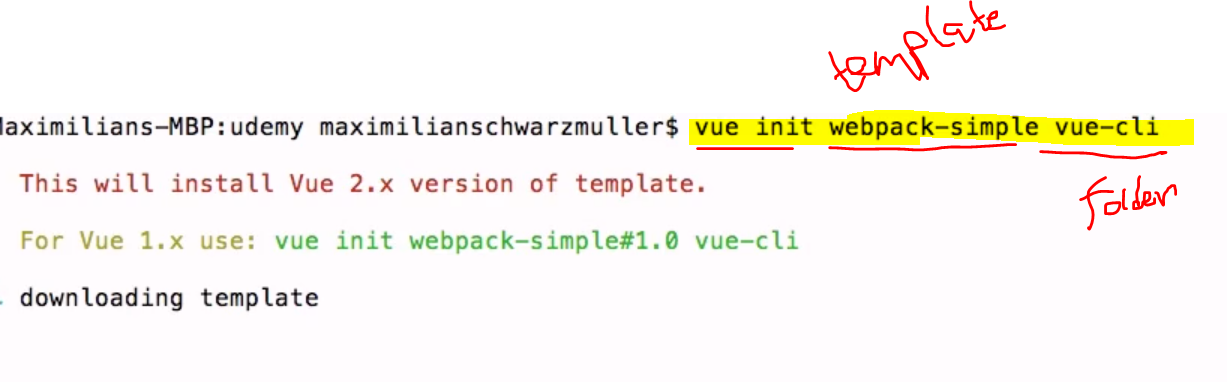 template
Maximilians-MBP:udemy maximilianschwarzmuller$ vue init webpack-simple vue-cli
This will install Vue 2.x version of template.
folder
For Vue 1.x use: vue init webpack-simple#1.0 vue-cli
downloading template